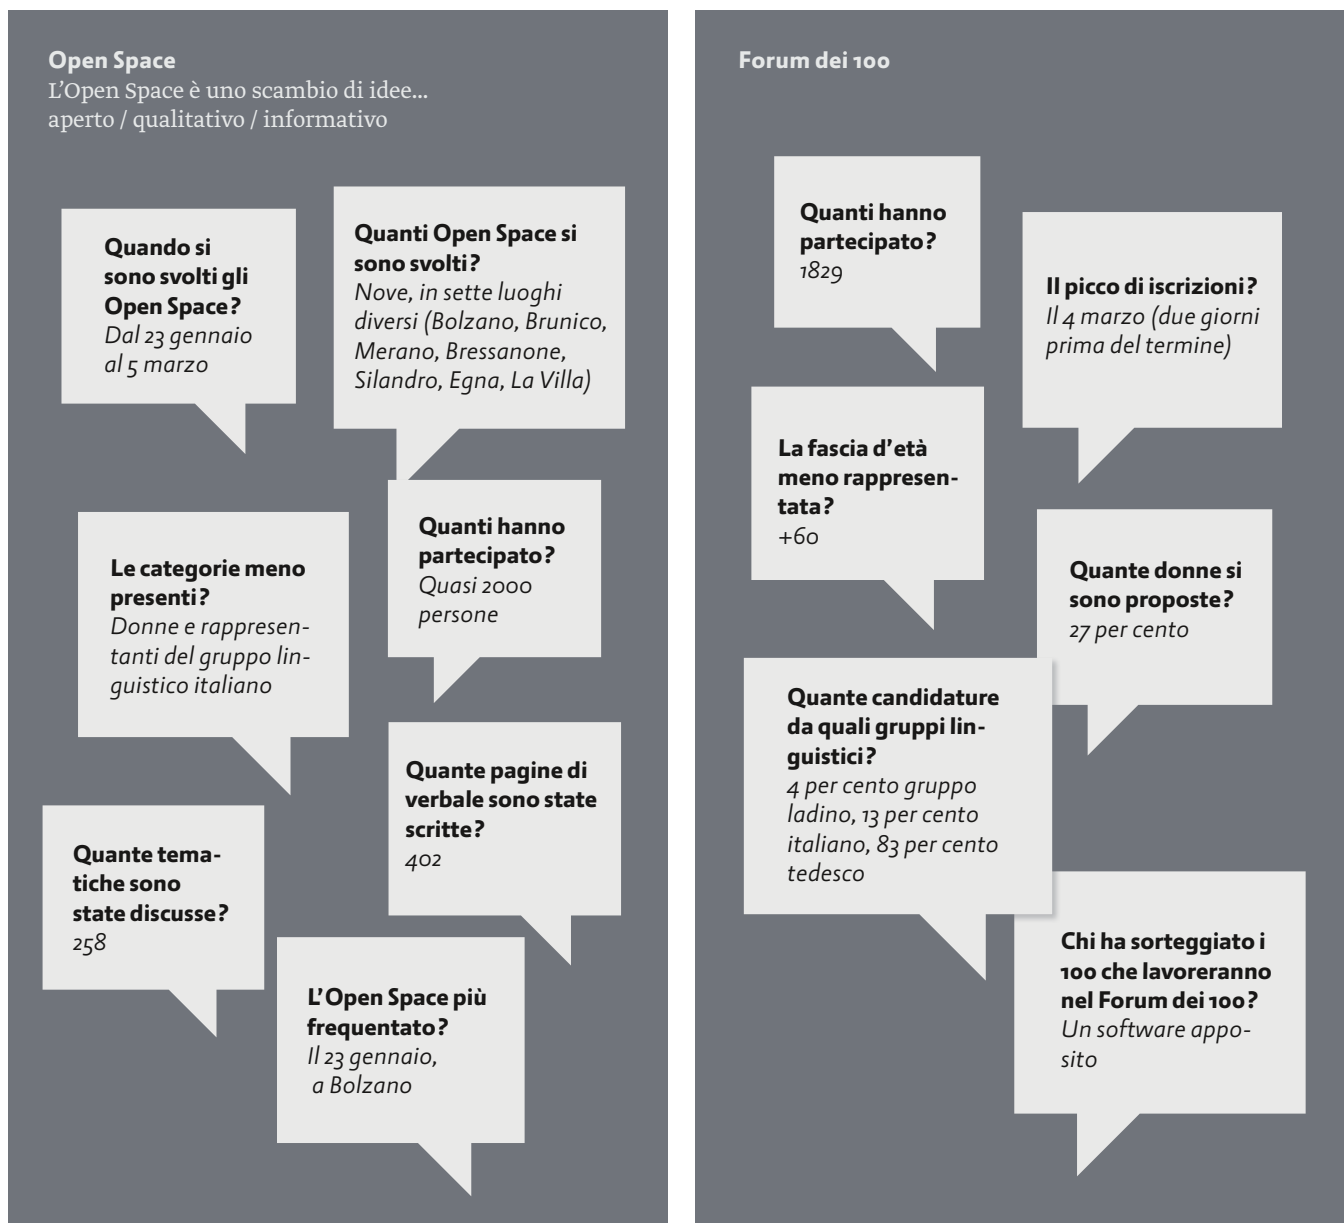 Open Space
L'Open Space è uno scambio di idee...
aperto / qualitativo / informativo
Quando si
sono svolti gli
Open Space?
Dal 23 gennaio
al 5 marzo
Quanti Open Space si
sono svolti?
Nove, in sette luoghi
diversi (Bolzano, Brunico,
Merano, Bressanone,
Silandro, Egna, La Villa)
Le categorie meno
presenti?
Donne e rappresen-
tanti del gruppo lin-
guistico italiano
Quanti hanno
partecipato?
Quasi 2000
persone
Quante pagine di
verbale sono state
scritte?
402
Quante tema-
tiche sono
state discusse?
258
L'Open Space più
frequentato?
Il 23 gennaio,
a Bolzano
Forum dei 100
Quanti hanno
partecipato?
1829
Il picco di iscrizioni?
Il 4 marzo (due giorni
prima del termine)
La fascia d'età
meno rappresen-
tata?
+60
Quante donne si
sono proposte?
27 per cento
Quante candidature
da quali gruppi lin-
guistici?
4 per cento gruppo
ladino, 13 per cento
italiano, 83 per cento
tedesco
Chi ha sorteggiato i
100 che lavoreranno
nel Forum dei 100?
Un software appo-
sito